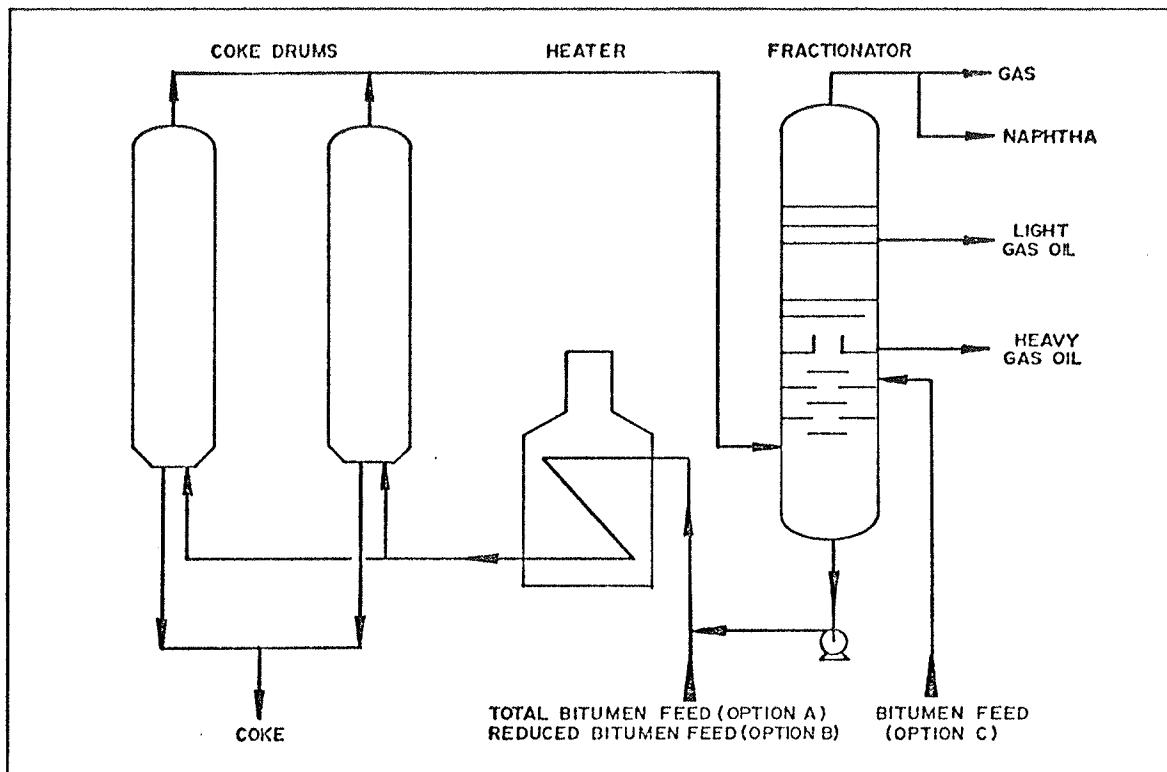 COKE DRUMS
HEATER
FRACTIONATOR
GAS
NAPHTHA
LIGHT
GAS OIL
HEAVY
GAS OIL
TOTAL BITUMEN FEED (OPTION A)
REDUCED BITUMEN FEED (OPTION B)
BITUMEN FEED
(OPTION C)
COKE